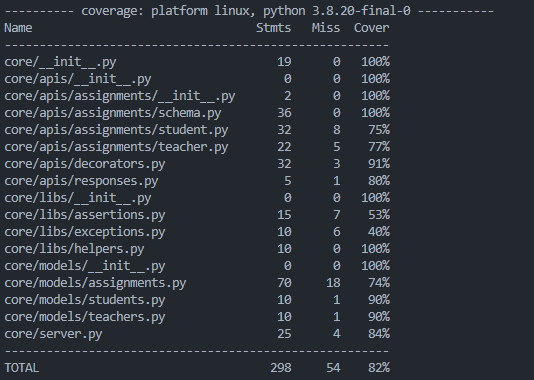 ---------- coverage: platform linux, python 3.8.20-final-0 -----------
Name                                 Stmts   Miss  Cover
--------------------------------------------------------
core/__init__.py                        19      0   100%
core/apis/__init__.py                    0      0   100%
core/apis/assignments/__init__.py        2      0   100%
core/apis/assignments/schema.py         36      0   100%
core/apis/assignments/student.py        32      8    75%
core/apis/assignments/teacher.py        22      5    77%
core/apis/decorators.py                 32      3    91%
core/apis/responses.py                   5      1    80%
core/libs/__init__.py                    0      0   100%
core/libs/assertions.py                 15      7    53%
core/libs/exceptions.py                 10      6    40%
core/libs/helpers.py                    10      0   100%
core/models/__init__.py                  0      0   100%
core/models/assignments.py              70     18    74%
core/models/students.py                 10      1    90%
core/models/teachers.py                 10      1    90%
core/server.py                          25      4    84%
--------------------------------------------------------
TOTAL                                  298     54    82%